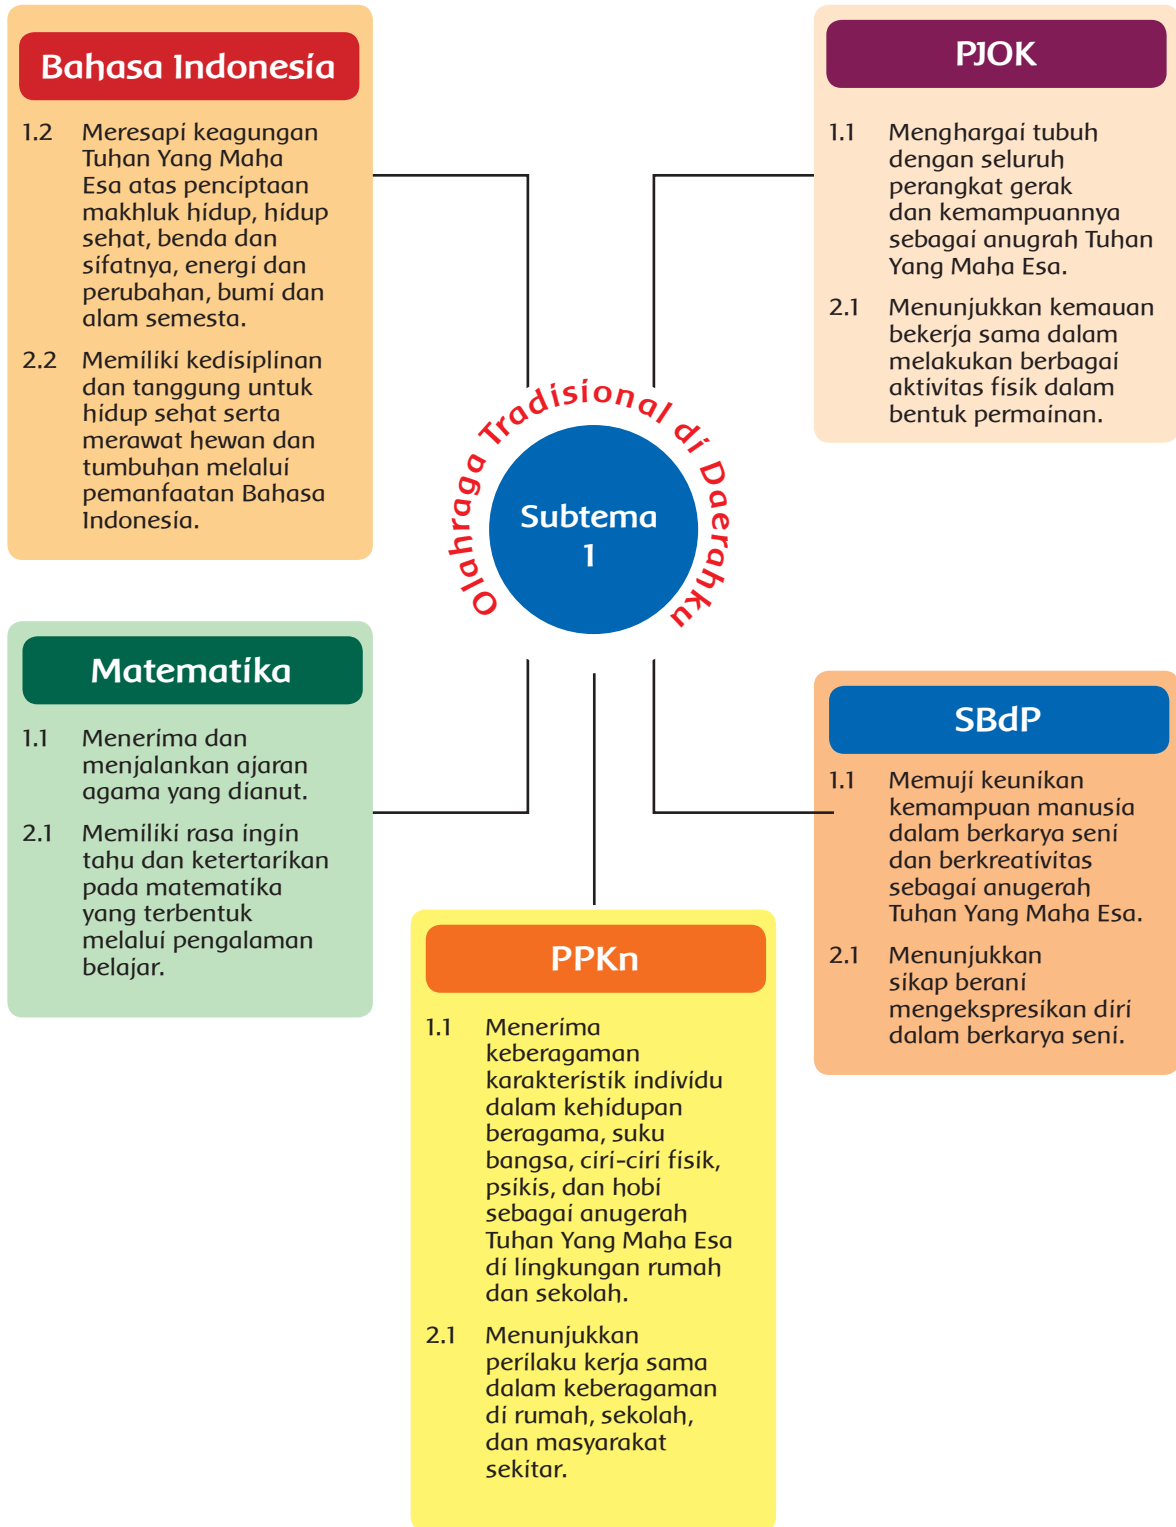 Bahasa Indonesia
1.2 Meresapi keagungan
Tuhan Yang Maha
Esa atas penciptaan
makhluk hidup, hidup
sehat, benda dan
sifatnya, energi dan
perubahan, bumi dan
alam semesta.
2.2 Memiliki kedisiplinan
dan tanggung untuk
hidup sehat serta
merawat hewan dan
tumbuhan melalui
pemanfaatan Bahasa
Indonesia.
PJOK
1.1 Menghargai tubuh
dengan seluruh
perangkat gerak
dan kemampuannya
sebagai anugrah Tuhan
Yang Maha Esa.
2.1 Menunjukkan kemauan
bekerja sama dalam
melakukan berbagai
aktivitas fisik dalam
bentuk permainan.
Olahraga Tradisional di Daerahku
Subtema
1
Matematika
1.1 Menerima dan
menjalankan ajaran
agama yang dianut.
2.1 Memiliki rasa ingin
tahu dan ketertarikan
pada matematika
yang terbentuk
melalui pengalaman
belajar.
SBdP
1.1 Memuji keunikan
kemampuan manusia
dalam berkarya seni
dan berkreativitas
sebagai anugerah
Tuhan Yang Maha Esa.
2.1 Menunjukkan
sikap berani
mengekspresikan diri
dalam berkarya seni.
PPKn
1.1 Menerima
keberagaman
karakteristik individu
dalam kehidupan
beragama, suku
bangsa, ciri-ciri fisik,
psikis, dan hobi
sebagai anugerah
Tuhan Yang Maha Esa
di lingkungan rumah
dan sekolah.
2.1 Menunjukkan
perilaku kerja sama
dalam keberagaman
di rumah, sekolah,
dan masyarakat
sekitar.